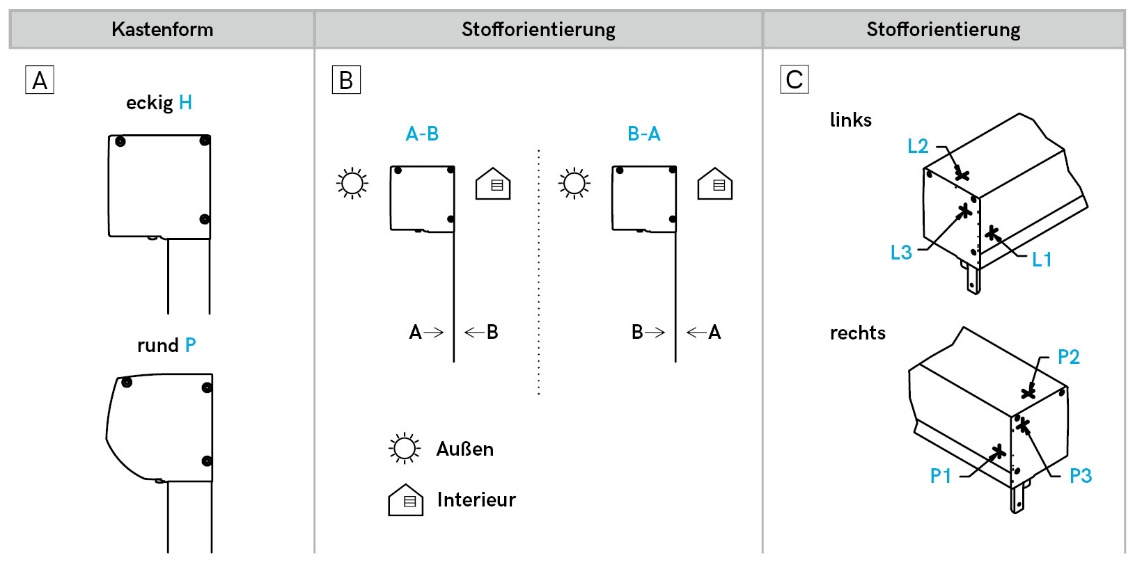 Kastenform
Stofforientierung
Stofforientierung
A
eckig H
rund P
B
A-B
B-A
A B
B A
Außen
Interieur
C
links
L2
L3
L1
rechts
P2
P1
P3